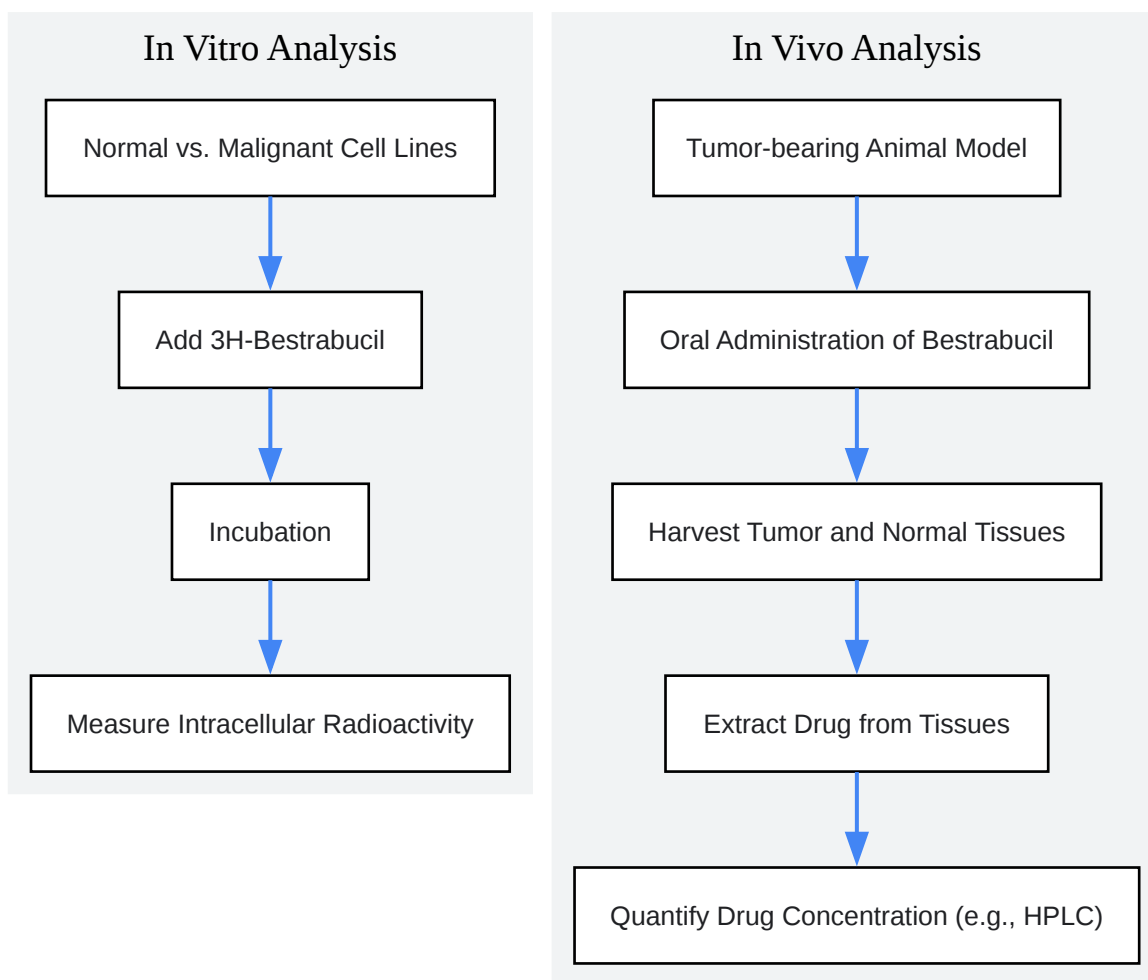 In Vitro Analysis
Normal vs. Malignant Cell Lines
Add 3H-Bestrabucil
Incubation
Measure Intracellular Radioactivity
In Vivo Analysis
Tumor-bearing Animal Model
Oral Administration of Bestrabucil
Harvest Tumor and Normal Tissues
Extract Drug from Tissues
Quantify Drug Concentration (e.g., HPLC)